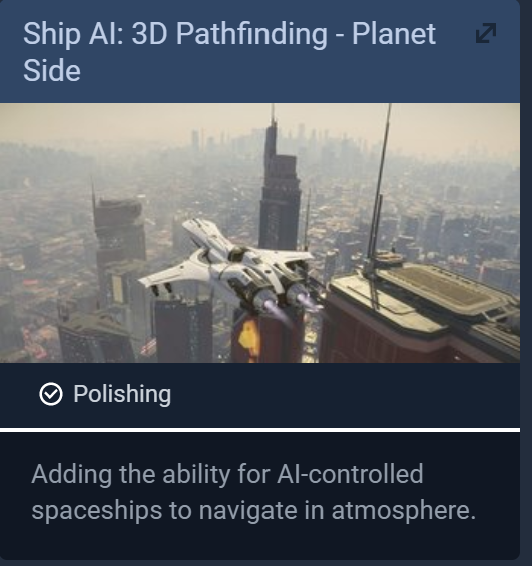 Ship AI: 3D Pathfinding - Planet
Side
Polishing
Adding the ability for AI-controlled
spaceships to navigate in atmosphere.